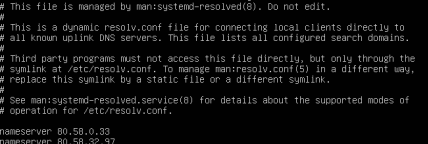 # This file is managed by man:systemd-resolved(8). Do not edit.
#
# This is a dynamic resolv.conf file for connecting local clients directly to
# all known uplink DNS servers. This file lists all configured search domains.
#
# Third party programs must not access this file directly, but only through the
# symlink at /etc/resolv.conf. To manage man:resolv.conf(5) in a different way,
# replace this symlink by a static file or a different symlink.
#
# See man:systemd-resolved.service(8) for details about the supported modes of
# operation for /etc/resolv.conf.
nameserver 80.58.0.33
nameserver 80.58.32.97